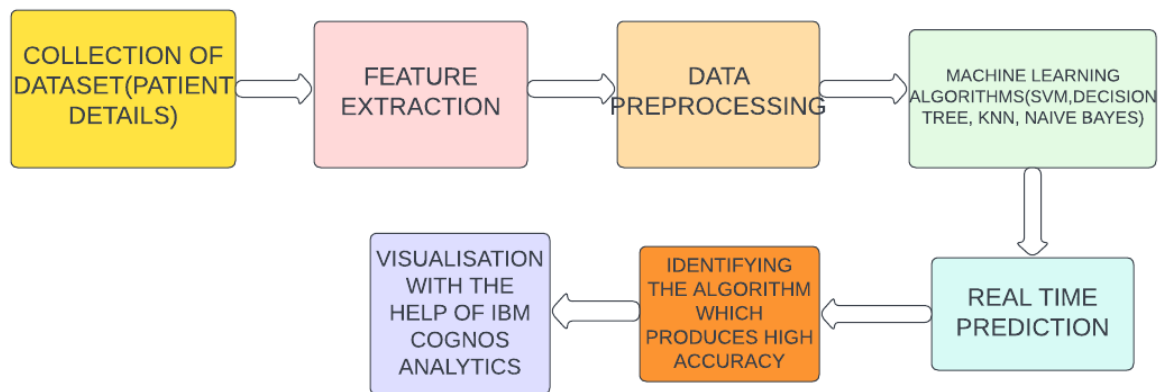 COLLECTION OF
DATASET(PATIENT
DETAILS)
FEATURE
EXTRACTION
DATA
PREPROCESSING
MACHINE LEARNING
ALGORITHMS(SVM,DECISION
TREE, KNN, NAIVE BAYES)
REAL TIME
PREDICTION
IDENTIFYING
THE ALGORITHM
WHICH
PRODUCES HIGH
ACCURACY
VISUALISATION
WITH THE
HELP OF IBM
COGNOS
ANALYTICS